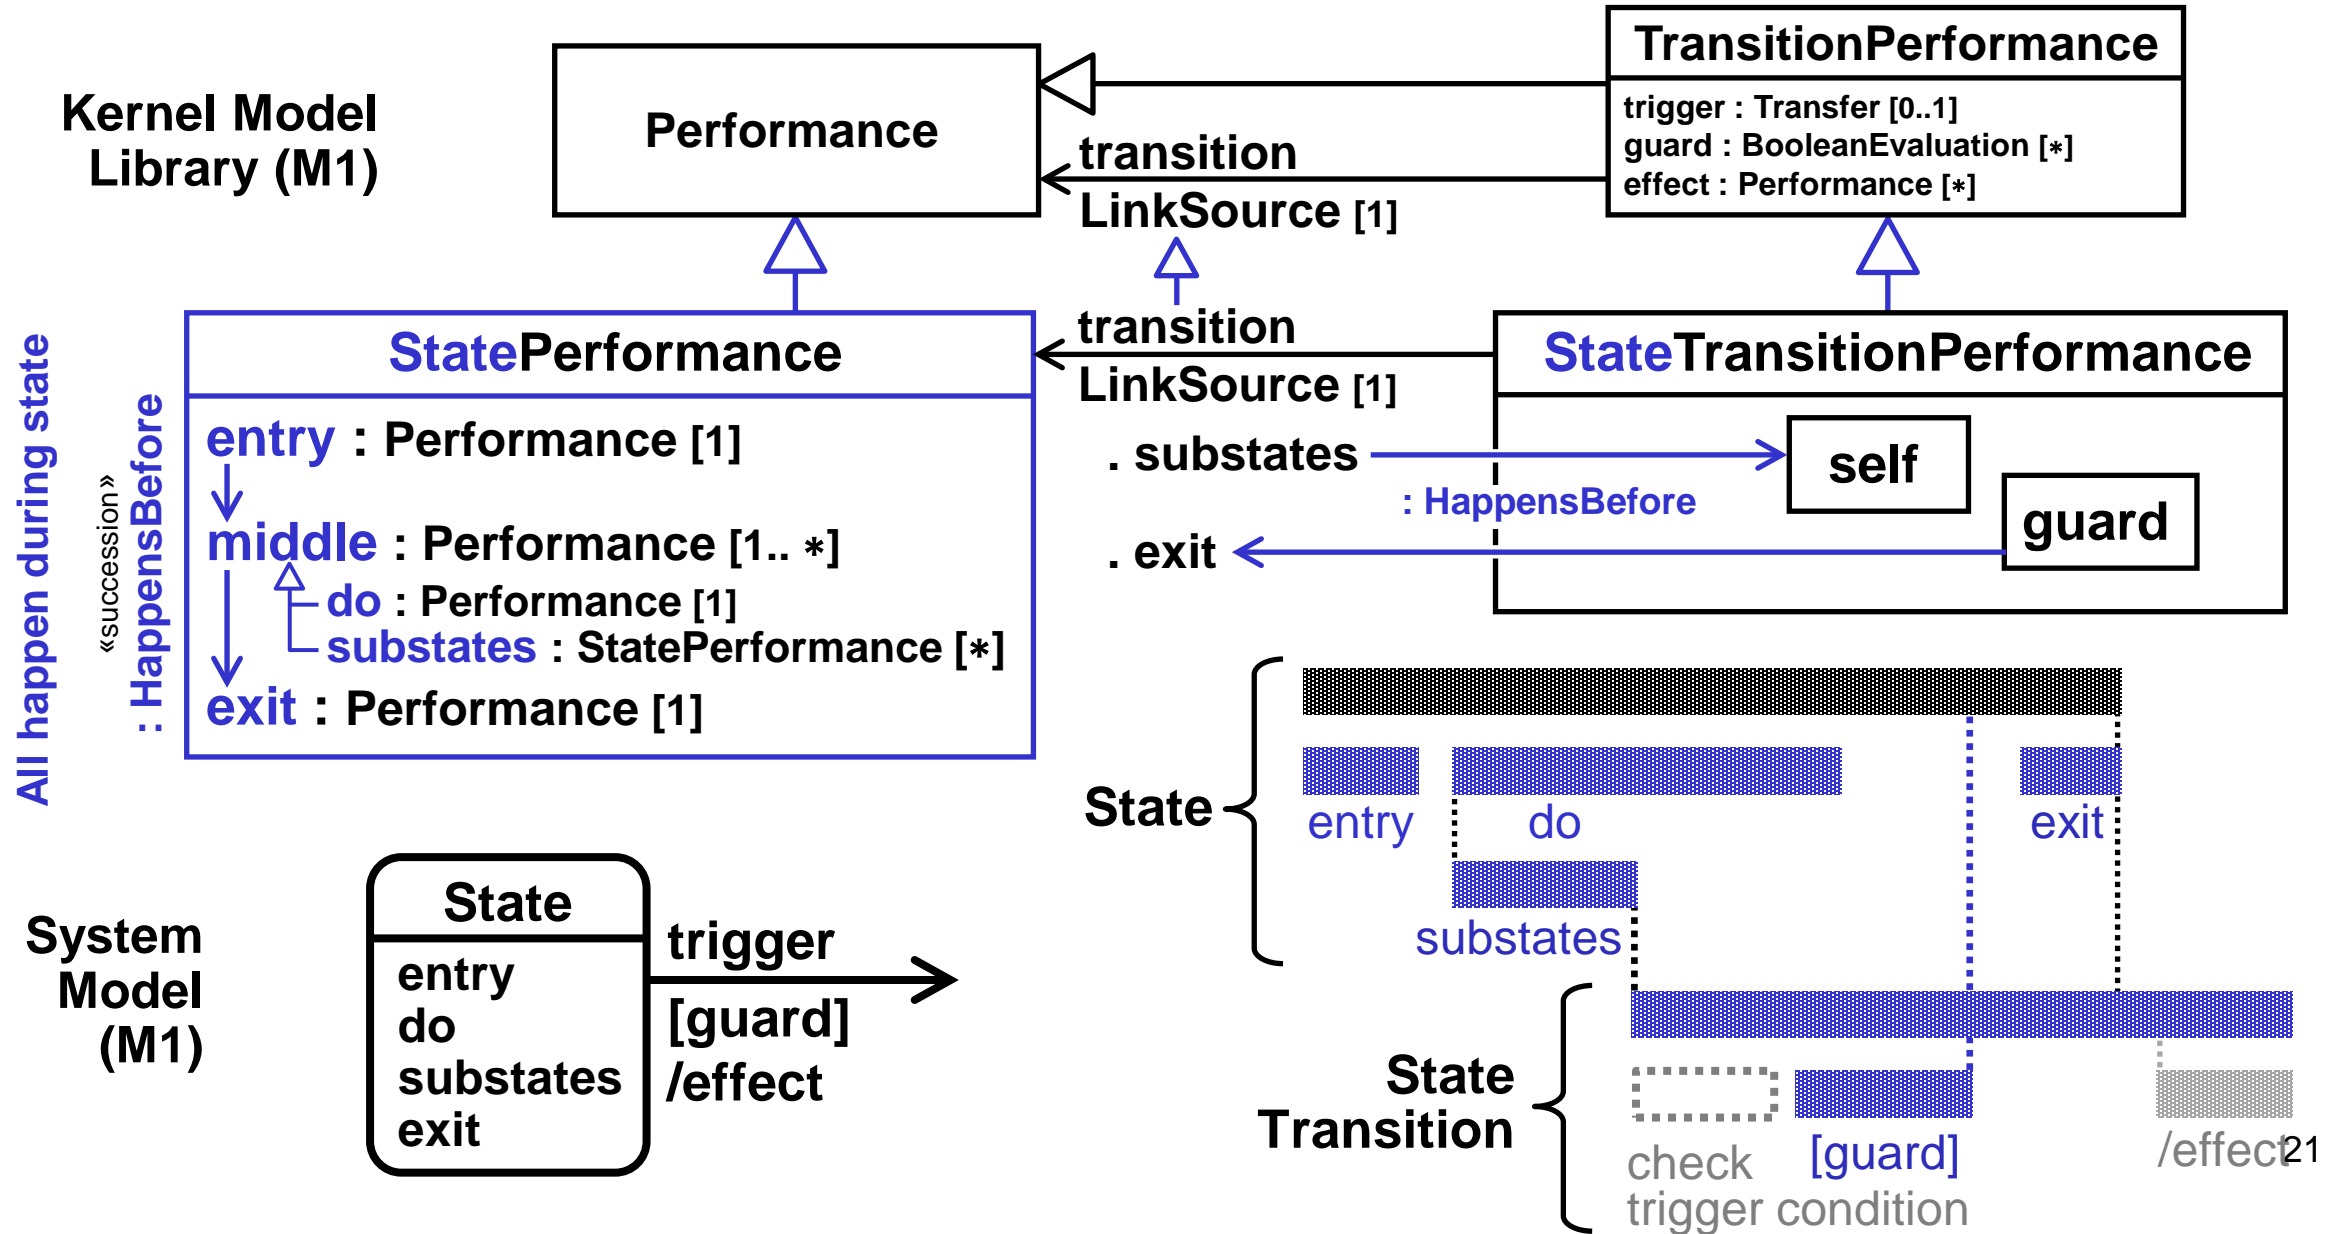 Kernel Model
Library (M1)
Performance
TransitionPerformance
trigger : Transfer [0..1]
guard : BooleanEvaluation [*]
effect : Performance [*]
transition
LinkSource [1]
All happen during state
«succession»
: HappensBefore
StatePerformance
entry : Performance [1]
middle : Performance [1.. *]
do : Performance [1]
substates : StatePerformance [*]
exit : Performance [1]
transition
LinkSource [1]
. substates
: HappensBefore
. exit
StateTransitionPerformance
self
guard
State
entry
do
exit
substates
System
Model
(M1)
State
entry
do
substates
exit
trigger
[guard]
/effect
State
Transition
check
trigger condition
[guard]
/effect
21